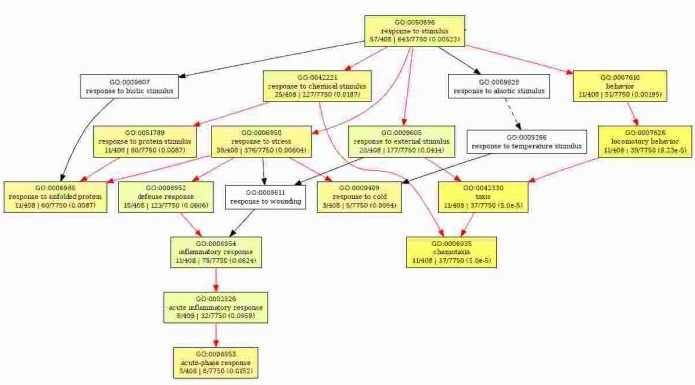 GO:0050896
response to stimulus
57/408 | 643/7750 (0.00523)
GO:0009607
response to biotic stimulus
GO:0042221
response to chemical stimulus
25/408 | 227/7750 (0.0187)
GO:0009628
response to abiotic stimulus
GO:0007610
behavior
11/408 | 51/7750 (0.00195)
GO:0051789
response to protein stimulus
11/408 | 60/7750 (0.0087)
GO:0006950
response to stress
38/408 | 376/7750 (0.00604)
GO:0009605
response to external stimulus
20/408 | 177/7750 (0.0414)
GO:0009266
response to temperature stimulus
GO:0007626
locomotory behavior
11/408 | 39/7750 (8.23e-5)
GO:0006986
response to unfolded protein
11/408 | 60/7750 (0.0087)
GO:0006952
defense response
15/408 | 123/7750 (0.0606)
GO:0009611
response to wounding
GO:0009409
response to cold
3/408 | 5/7750 (0.0094)
GO:0042330
taxis
11/408 | 37/7750 (5.0e-5)
GO:0006954
inflammatory response
11/408 | 78/7750 (0.0624)
GO:0006935
chemotaxis
11/408 | 37/7750 (5.0e-5)
GO:0002526
acute inflammatory response
/408 | 32/7750 (0.0959)
GO:0006953
acute-phase response
/408 | 8/7750 (0.0152)